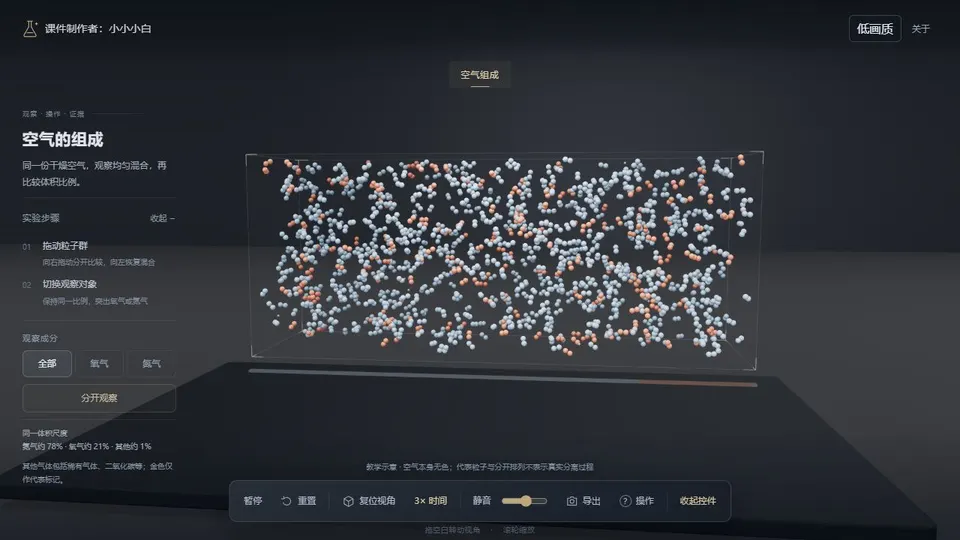 课件制作者：小小小白
低画质
关于
空气组成
观察 · 操作 · 证据
空气的组成
同一份干燥空气，观察均匀混合，再
比较体积比例。
实验步骤
收起 −
01 拖动粒子群
向右拖动分开比较，向左恢复混合
02 切换观察对象
保持同一比例，突出氧气或氮气
观察成分
全部
氧气
氮气
分开观察
同一体积尺度
氮气约 78% · 氧气约 21% · 其他约 1%
其他气体包括稀有气体、二氧化碳等；金色仅
作代表标记。
教学示意 · 空气本身无色；代表粒子与分开排列不表示真实分离过程
暂停
重置
复位视角
3× 时间
静音
导出
? 操作
收起控件
拖空白转动视角 · 滚轮缩放